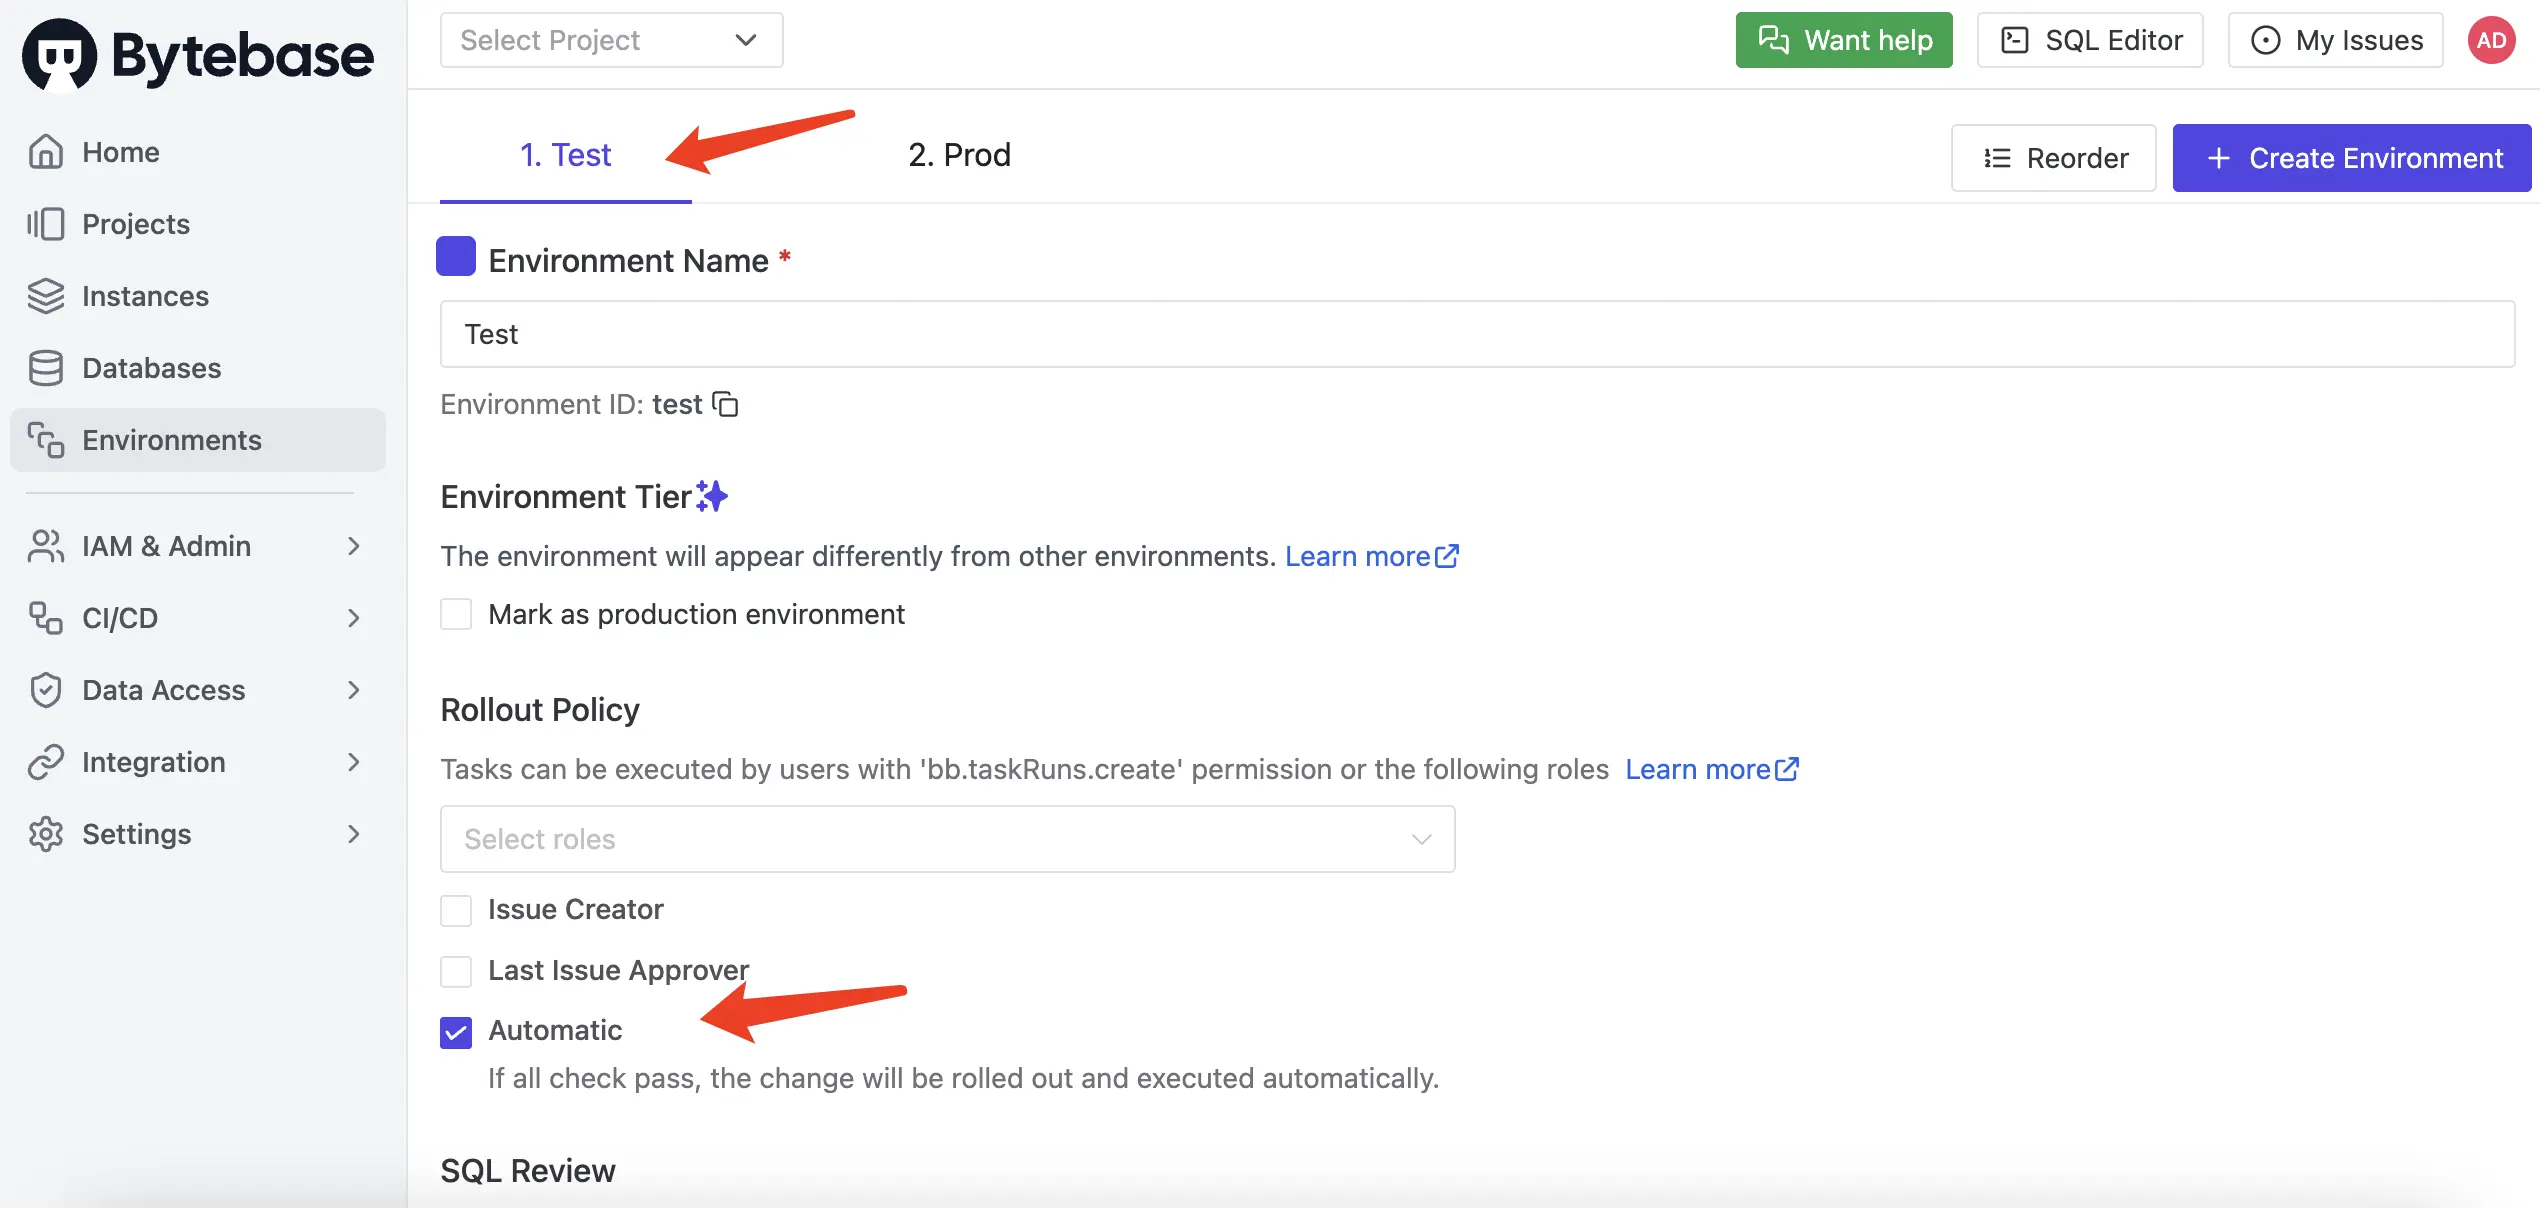 Bytebase
Select Project
Want help
SQL Editor
My Issues
AD
Home
Projects
Instances
Databases
Environments
IAM & Admin
CI/CD
Data Access
Integration
Settings
1. Test
2. Prod
Reorder
+ Create Environment
Environment Name *
Test
Environment ID: test
Environment Tier
The environment will appear differently from other environments. Learn more
Mark as production environment
Rollout Policy
Tasks can be executed by users with 'bb.taskRuns.create' permission or the following roles Learn more
Select roles
Issue Creator
Last Issue Approver
Automatic
If all check pass, the change will be rolled out and executed automatically.
SQL Review